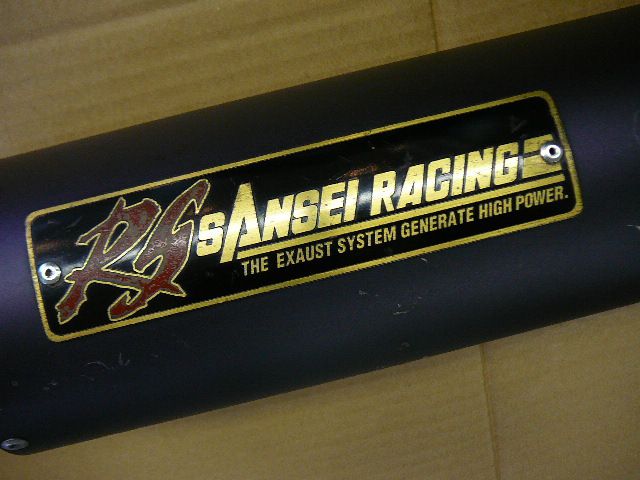 RS SANSEI RACING
THE EXAUST SYSTEM GENERATE HIGH POWER.